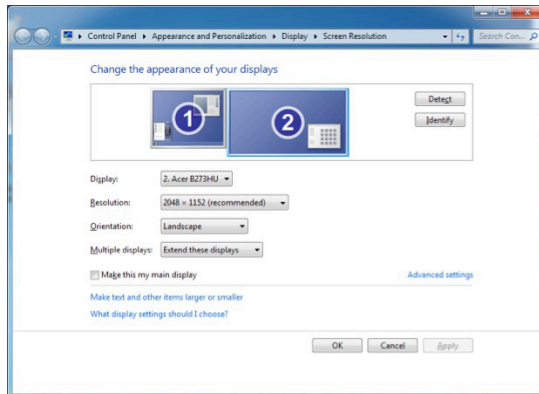 Control Panel ▸ Appearance and Personalization ▸ Display ▸ Screen Resolution
Search Con...
Change the appearance of your displays
1
2
Detect
Identify
Display: 2. Acer B273HU
Resolution: 2048 × 1152 (recommended)
Orientation: Landscape
Multiple displays: Extend these displays
Make this my main display
Advanced settings
Make text and other items larger or smaller
What display settings should I choose?
OK Cancel Apply